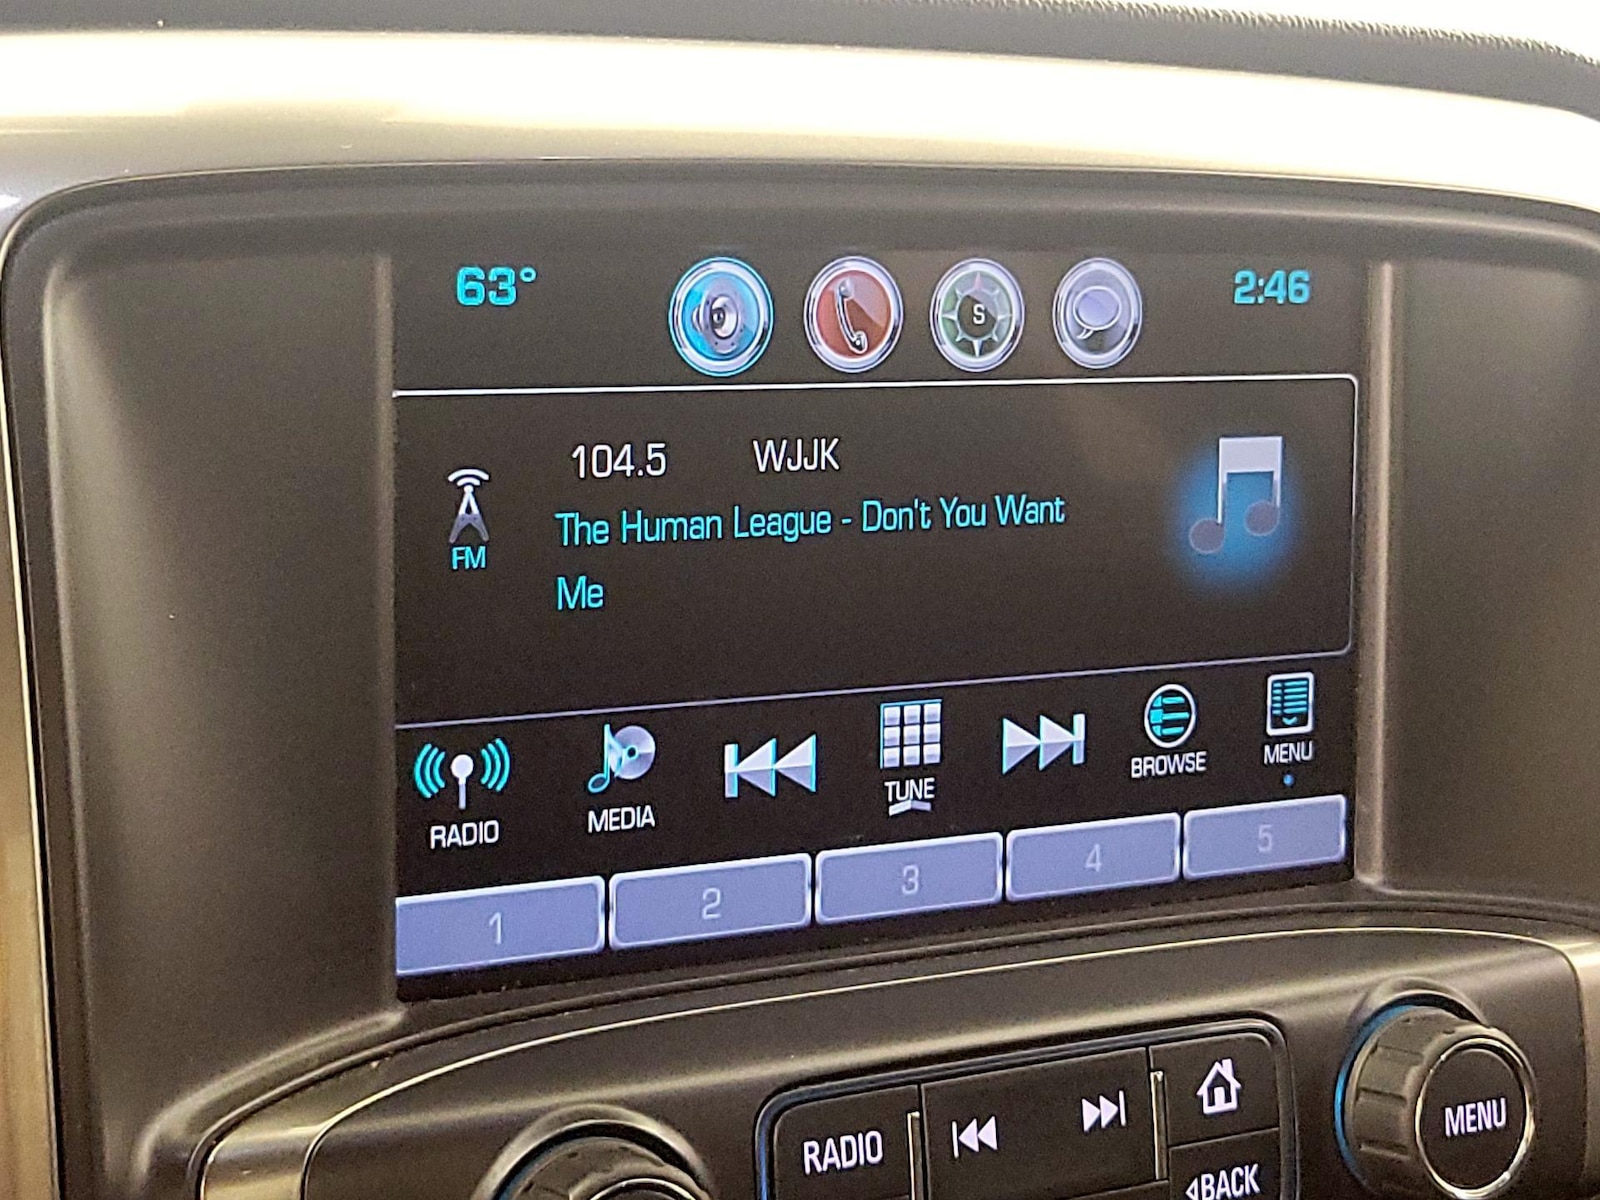 63° 2:46
S
104.5 WJJK
The Human League - Don't You Want
Me
FM
RADIO MEDIA TUNE BROWSE MENU
1 2 3 4 5
RADIO MENU
BACK